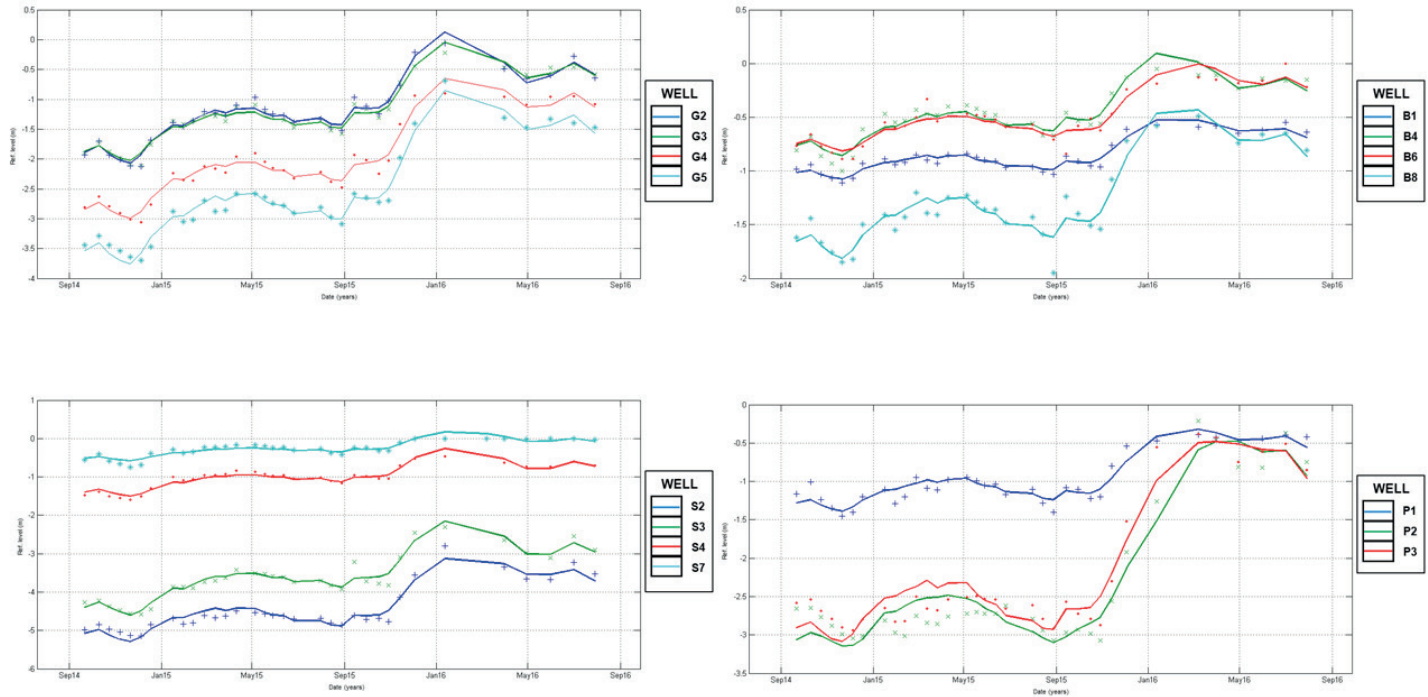 0.5
0
-0.5
-1
-1.5
-2
-2.5
-3
-3.5
-4
Ref. level (m)
Sep14 Jan15 May15 Sep15 Jan16 May16 Sep16
Date (years)
WELL
G2
G3
G4
G5
0.5
0
-0.5
-1
-1.5
-2
Ref. level (m)
Sep14 Jan15 May15 Sep15 Jan16 May16 Sep16
Date (years)
WELL
B1
B4
B6
B8
1
0
-1
-2
-3
-4
-5
-6
Ref. level (m)
Sep14 Jan15 May15 Sep15 Jan16 May16 Sep16
Date (years)
WELL
S2
S3
S4
S7
0
-0.5
-1
-1.5
-2
-2.5
-3
-3.5
Ref. level (m)
Sep14 Jan15 May15 Sep15 Jan16 May16 Sep16
Date (years)
WELL
P1
P2
P3